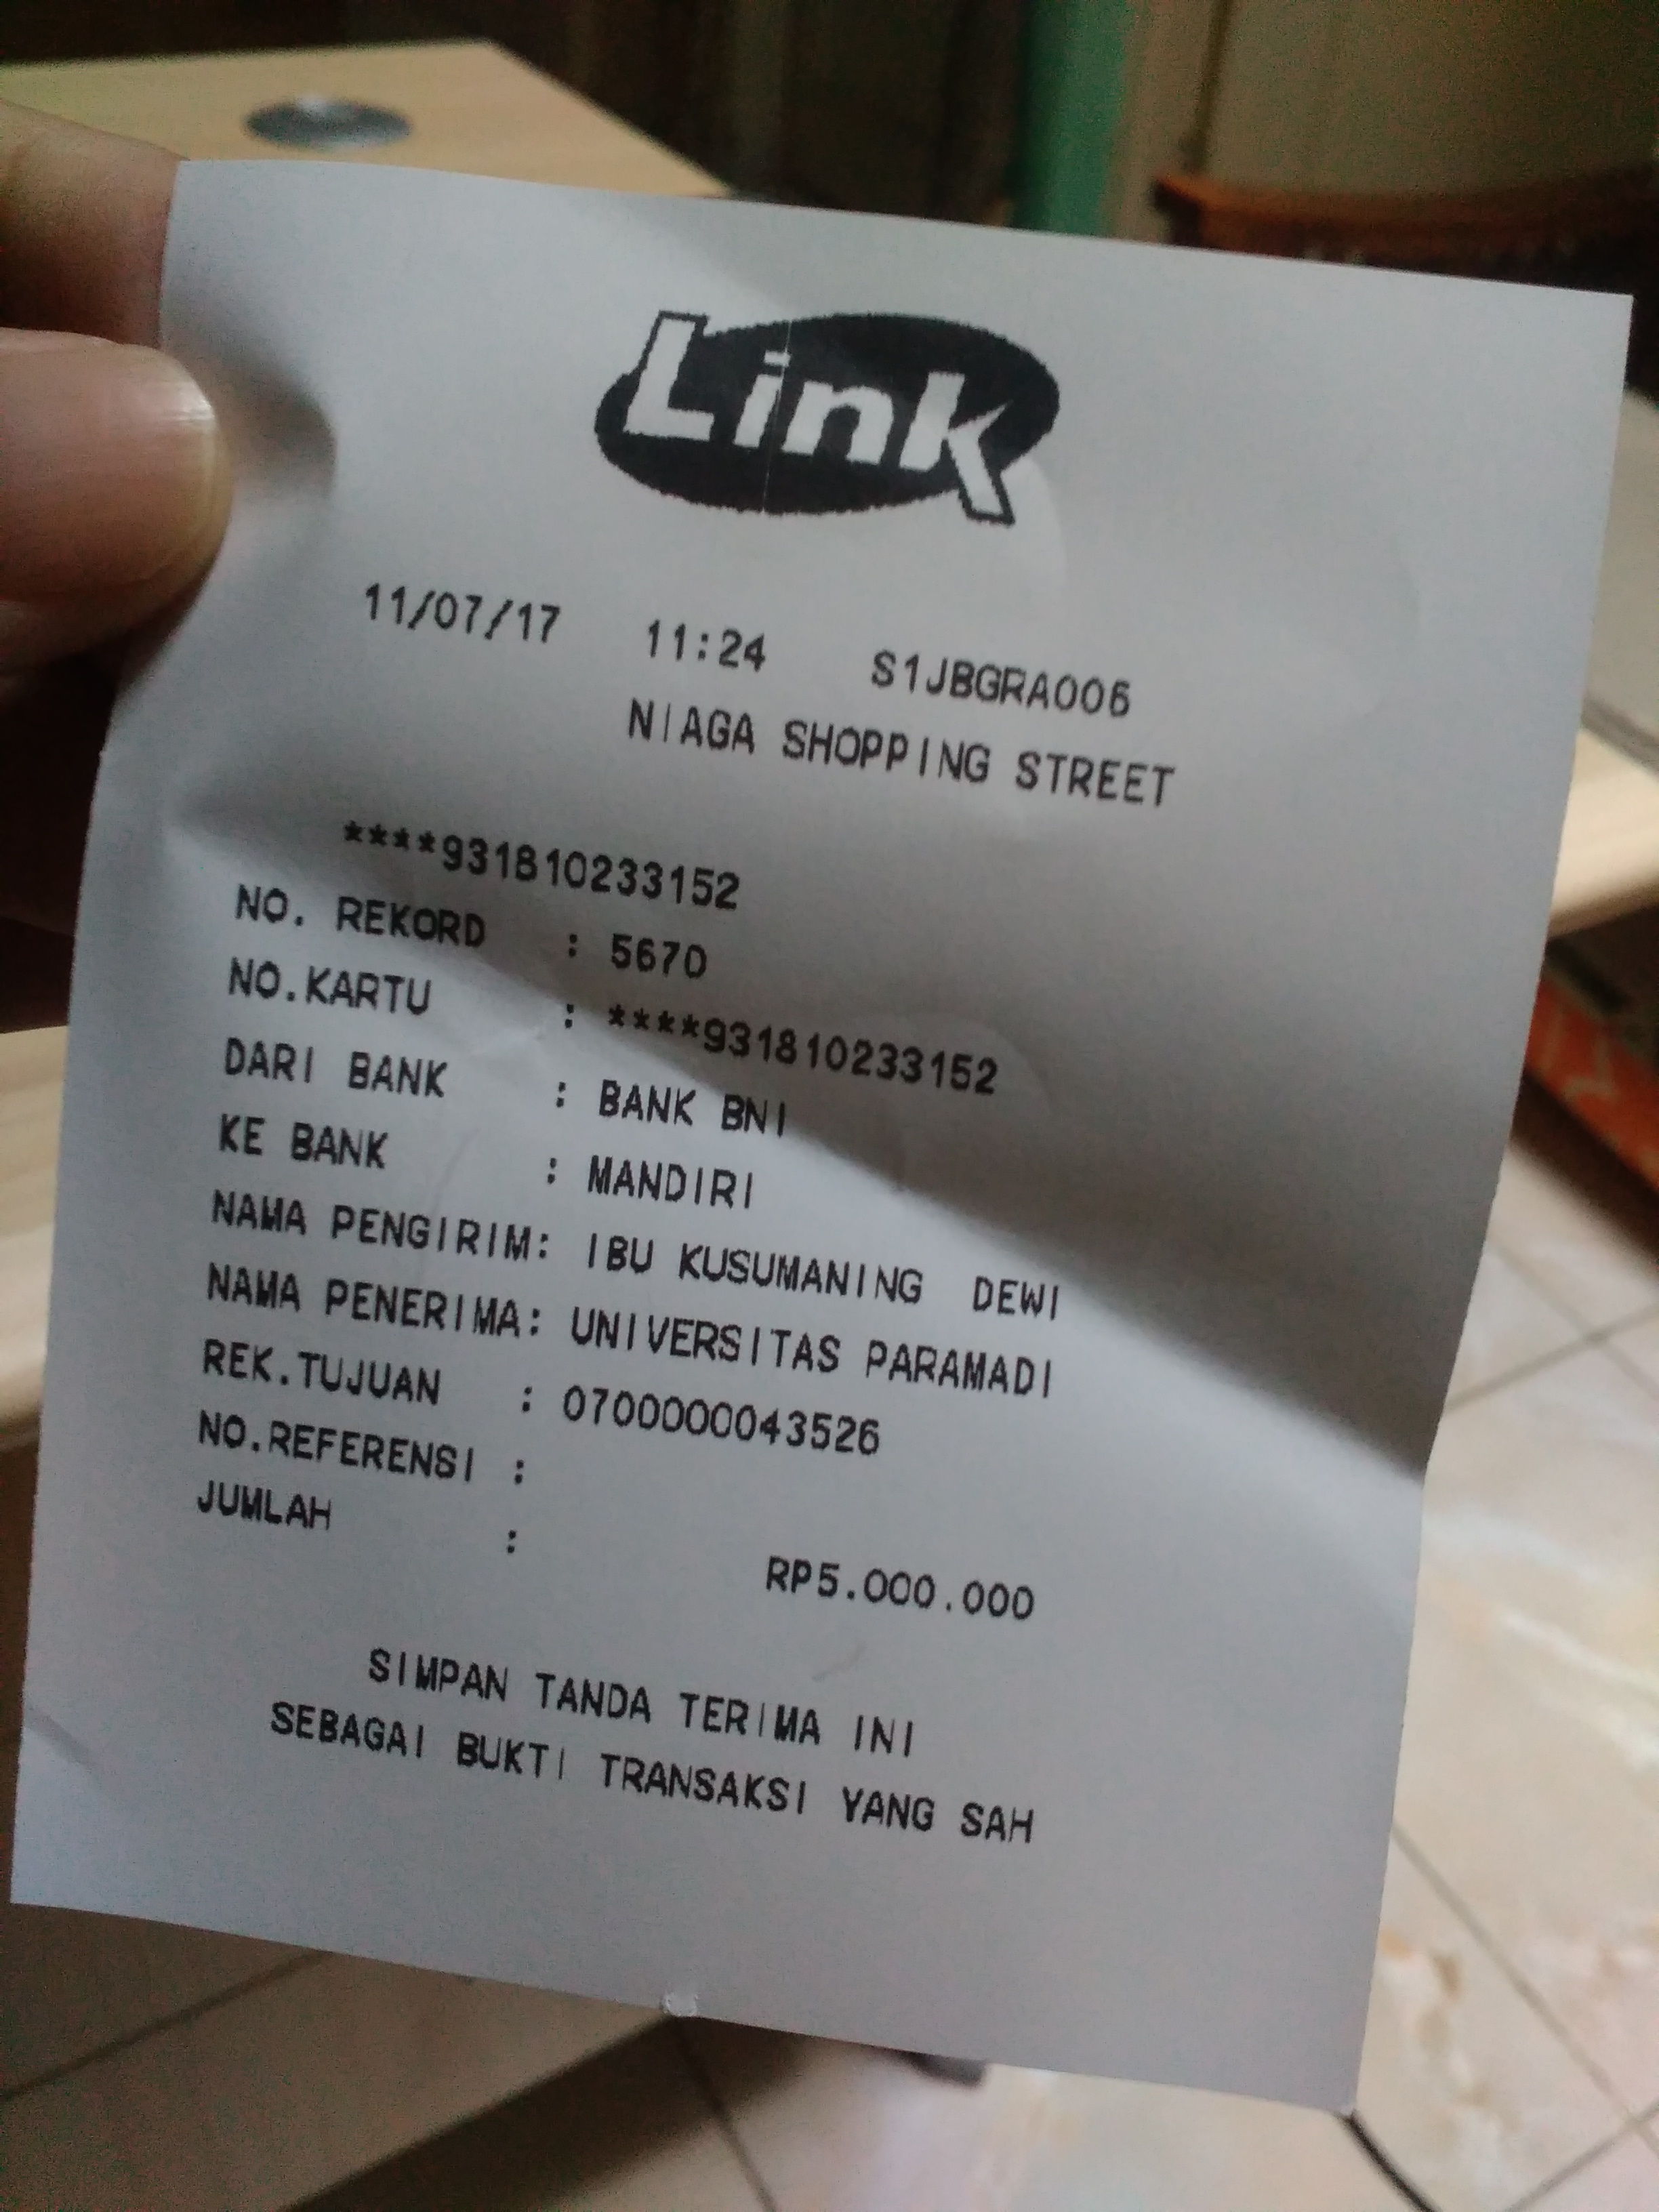 Link
11/07/17 11:24 S1JBGRA006
NIAGA SHOPPING STREET
****931810233152
NO. REKORD : 5670
NO.KARTU : ****931810233152
DARI BANK : BANK BNI
KE BANK : MANDIRI
NAMA PENGIRIM: IBU KUSUMANING DEWI
NAMA PENERIMA: UNIVERSITAS PARAMADI
REK.TUJUAN : 0700000043526
NO.REFERENSI :
JUMLAH :
RP5.000.000
SIMPAN TANDA TERIMA INI
SEBAGAI BUKTI TRANSAKSI YANG SAH